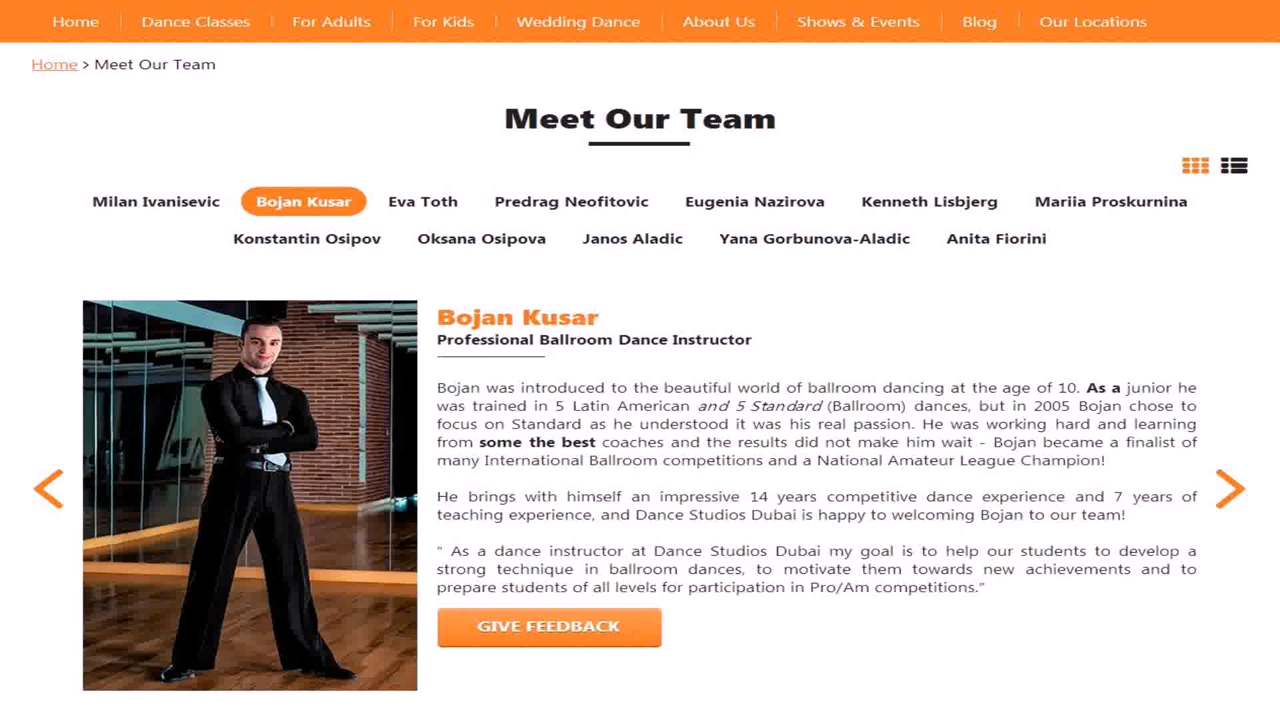 Home Dance Classes For Adults For Kids Wedding Dance About Us Shows & Events Blog Our Locations
Home > Meet Our Team
Meet Our Team
Milan Ivanisevic Bojan Kusar Eva Toth Predrag Neofitovic Eugenia Nazirova Kenneth Lisbjerg Mariia Proskurnina
Konstantin Osipov Oksana Osipova Janos Aladic Yana Gorbunova-Aladic Anita Fiorini
Bojan Kusar
Professional Ballroom Dance Instructor
Bojan was introduced to the beautiful world of ballroom dancing at the age of 10. As a junior he
was trained in 5 Latin American and 5 Standard (Ballroom) dances, but in 2005 Bojan chose to
focus on Standard as he understood it was his real passion. He was working hard and learning
from some the best coaches and the results did not make him wait - Bojan became a finalist of
many International Ballroom competitions and a National Amateur League Champion!
He brings with himself an impressive 14 years competitive dance experience and 7 years of
teaching experience, and Dance Studios Dubai is happy to welcoming Bojan to our team!
" As a dance instructor at Dance Studios Dubai my goal is to help our students to develop a
strong technique in ballroom dances, to motivate them towards new achievements and to
prepare students of all levels for participation in Pro/Am competitions."
GIVE FEEDBACK